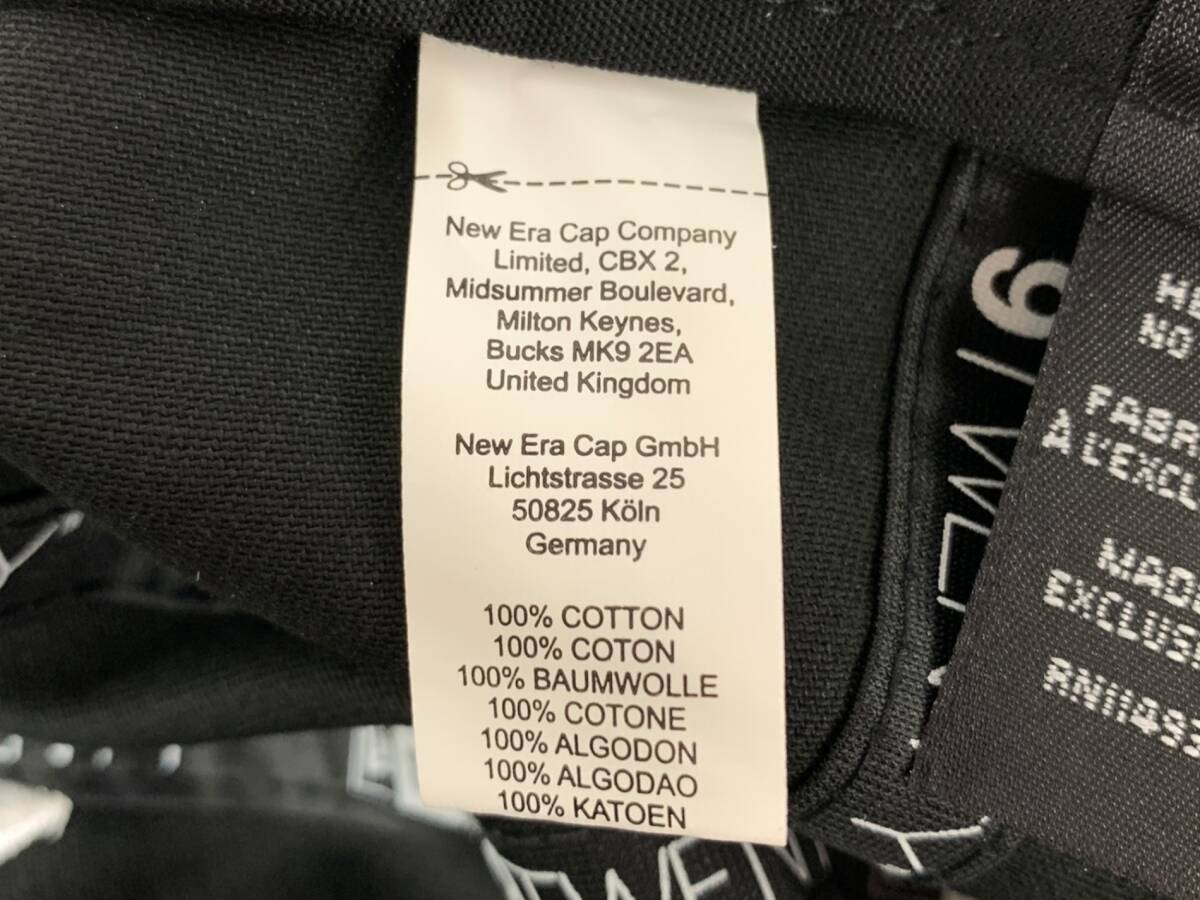 New Era Cap Company
Limited, CBX 2,
Midsummer Boulevard,
Milton Keynes,
Bucks MK9 2EA
United Kingdom
New Era Cap GmbH
Lichtstrasse 25
50825 Köln
Germany
100% COTTON
100% COTON
100% BAUMWOLLE
100% COTONE
100% ALGODON
100% ALGODAO
100% KATOEN
NO
À L'EXCL